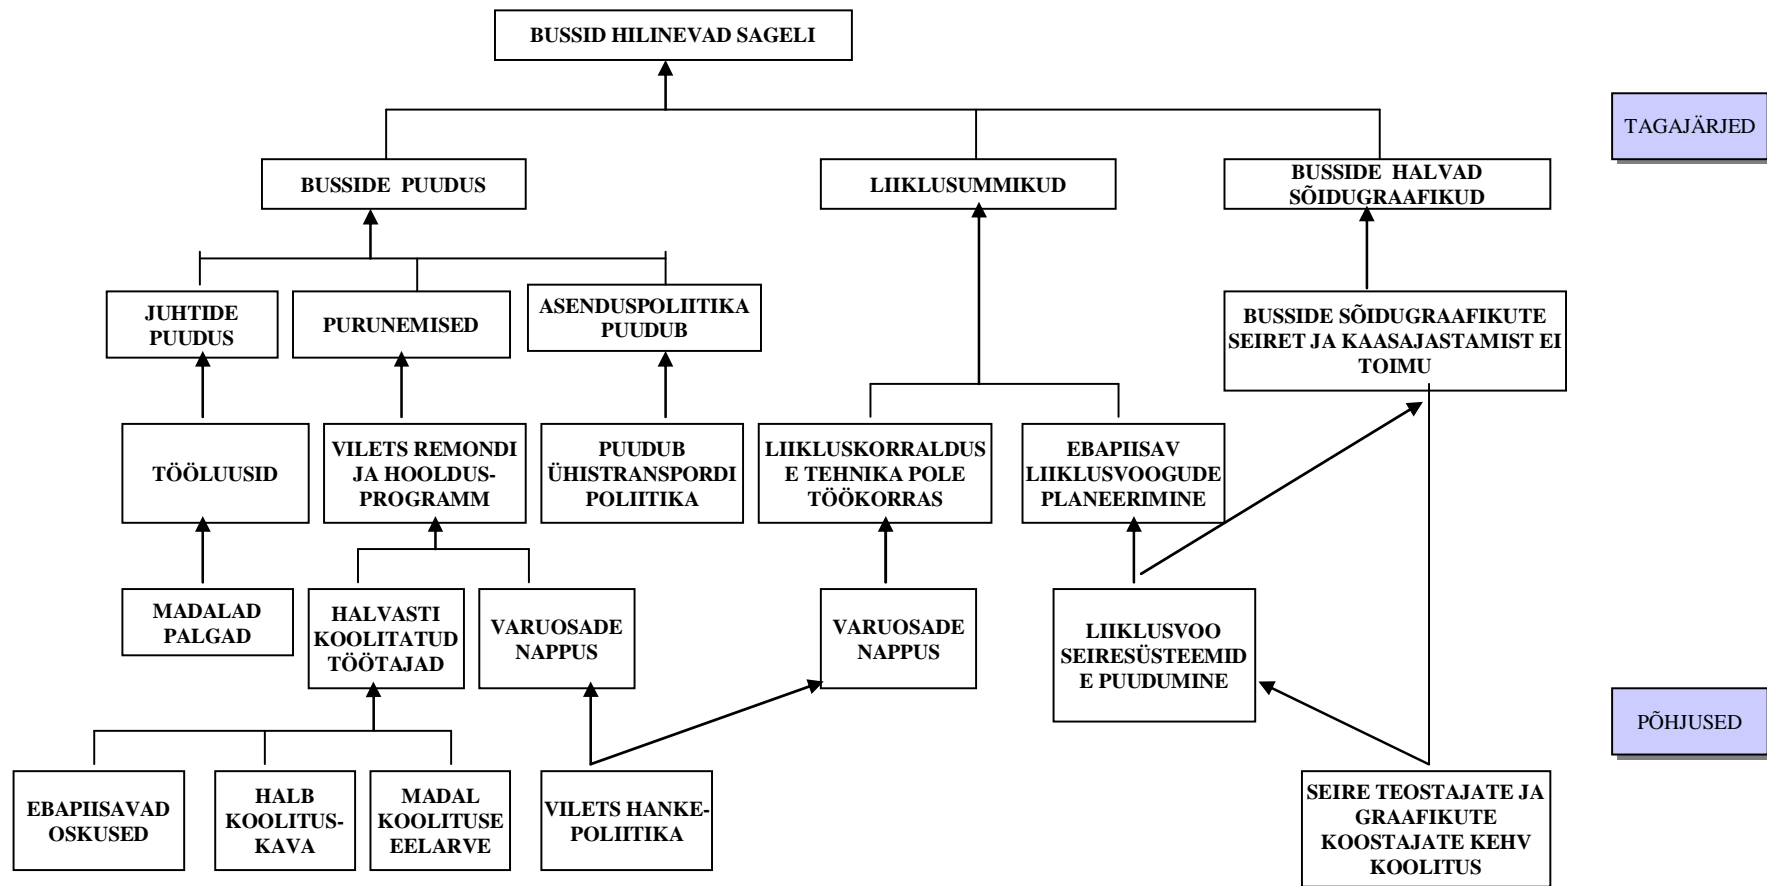 BUSSID HILINEVAD SAGELI
TAGAJÄRJED
BUSSIDE PUUDUS
LIIKLUSUMMIKUD
BUSSIDE HALVAD
SÕIDUGRAAFIKUD
JUHTIDE
PUUDUS
PURUNEMISED
ASENDUSPOLIITIKA
PUUDUB
BUSSIDE SÕIDUGRAAFIKUTE
SEIRET JA KAASAJASTAMIST EI
TOIMU
TÖÖLUUSID
VILETS REMONDI
JA HOOLDUS-
PROGRAMM
PUUDUB
ÜHISTRANSPORDI
POLIITIKA
LIIKLUSKORRALDUS
E TEHNIKA POLE
TÖÖKORRAS
EBAPIISAV
LIIKLUSVOOGUDE
PLANEERIMINE
MADALAD
PALGAD
HALVASTI
KOOLITATUD
TÖÖTAJAD
VARUOSADE
NAPPUS
VARUOSADE
NAPPUS
LIIKLUSVOO
SEIRESÜSTEEMID
E PUUDUMINE
PÕHJUSED
EBAPIISAVAD
OSKUSED
HALB
KOOLITUS-
KAVA
MADAL
KOOLITUSE
EELARVE
VILETS HANKE-
POLIITIKA
SEIRE TEOSTAJATE JA
GRAAFIKUTE
KOOSTAJATE KEHV
KOOLITUS